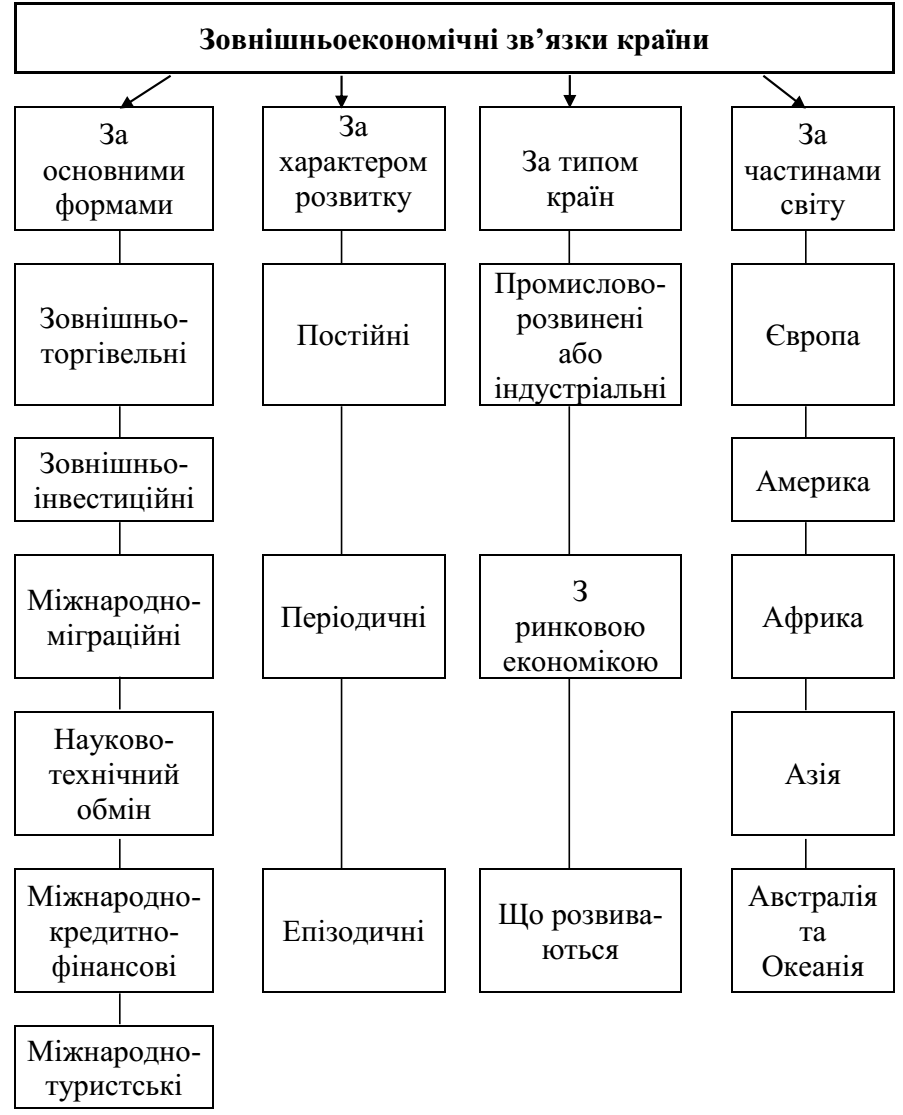 Зовнішньоекономічні зв’язки країни
За
основними
формами
За
характером
розвитку
За типом
країн
За
частинами
світу
Зовнішньо-
торгівельні
Постійні
Промислово-
розвинені
або
індустріальні
Європа
Зовнішньо-
інвестиційні
Америка
Міжнародно-
міграційні
Періодичні
З
ринковою
економікою
Африка
Науково-
технічний
обмін
Азія
Міжнародно-
кредитно-
фінансові
Епізодичні
Що розвива-
ються
Австралія
та
Океанія
Міжнародно-
туристські